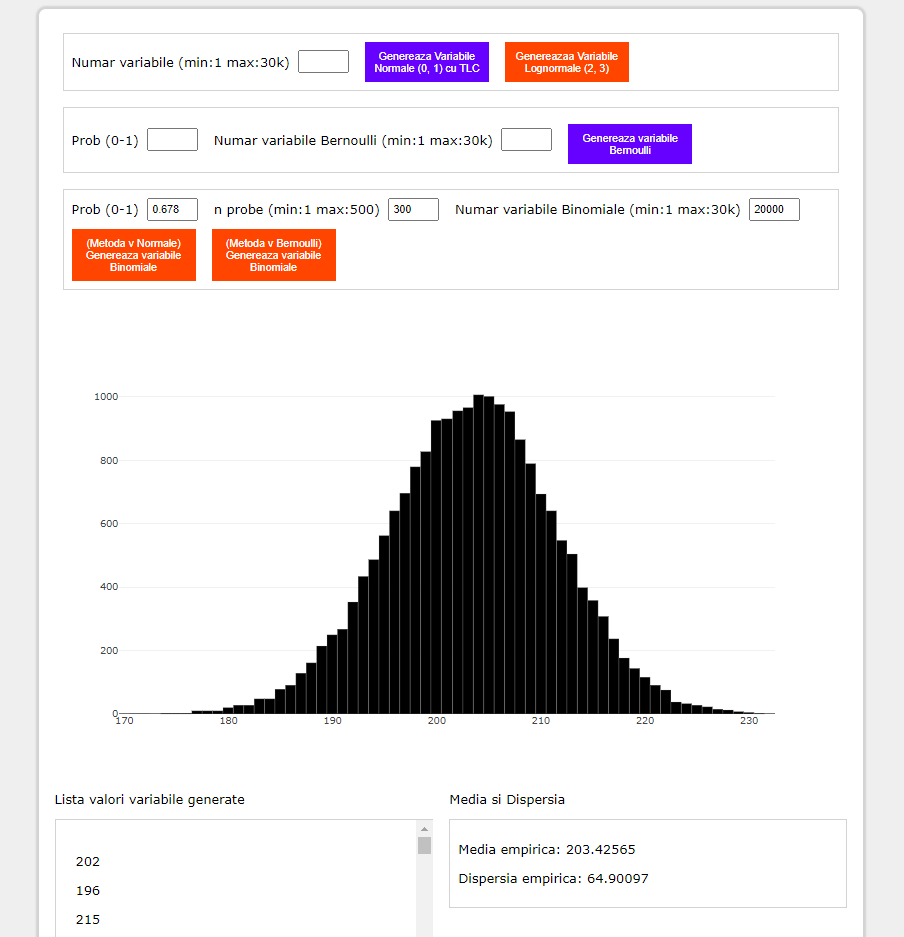 Numar variabile (min:1 max:30k)
Genereaza Variabile
Normale (0, 1) cu TLC
Genereazaa Variabile
Lognormale (2, 3)
Prob (0-1)
Numar variabile Bernoulli (min:1 max:30k)
Genereaza variabile
Bernoulli
Prob (0-1) 0.678
n probe (min:1 max:500) 300
Numar variabile Binomiale (min:1 max:30k) 20000
(Metoda v Normale)
Genereaza variabile
Binomiale
(Metoda v Bernoulli)
Genereaza variabile
Binomiale
1000
800
600
400
200
0
170 180 190 200 210 220 230
Lista valori variabile generate
202
196
215
Media si Dispersia
Media empirica: 203.42565
Dispersia empirica: 64.90097